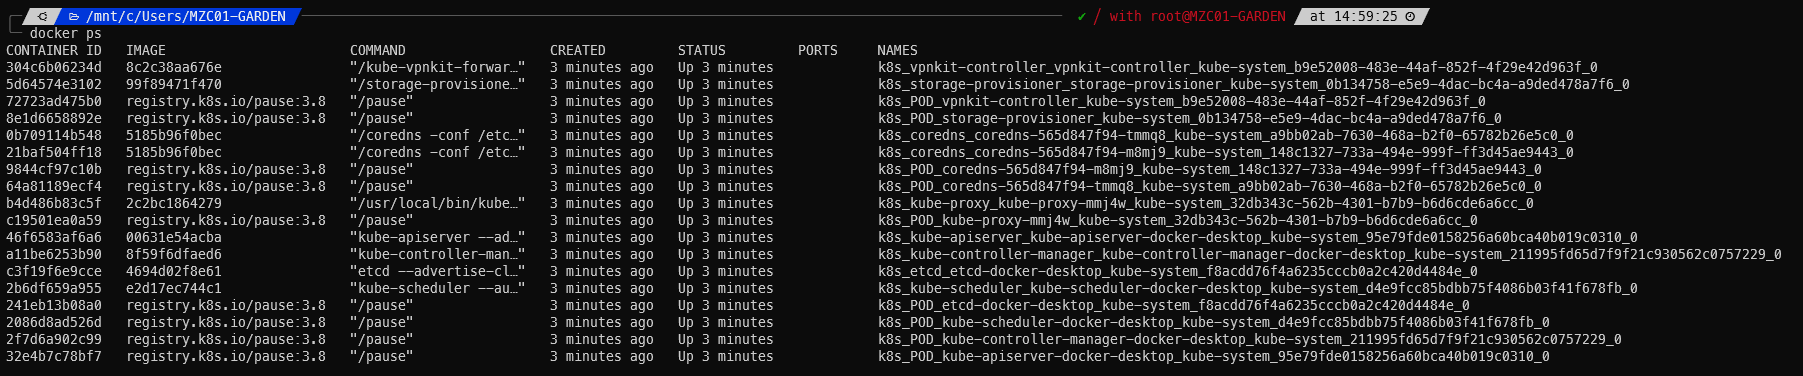 /mnt/c/Users/MZC01-GARDEN ✔ with root@MZC01-GARDEN at 14:59:25
docker ps
CONTAINER ID IMAGE COMMAND CREATED STATUS PORTS NAMES
304c6b06234d 8c2c38aa676e "/kube-vpnkit-forwar…" 3 minutes ago Up 3 minutes k8s_vpnkit-controller_vpnkit-controller_kube-system_b9e52008-483e-44af-852f-4f29e42d963f_0
5d64574e3102 99f89471f470 "/storage-provisione…" 3 minutes ago Up 3 minutes k8s_storage-provisioner_storage-provisioner_kube-system_0b134758-e5e9-4dac-bc4a-a9ded478a7f6_0
72723ad475b0 registry.k8s.io/pause:3.8 "/pause" 3 minutes ago Up 3 minutes k8s_POD_vpnkit-controller_kube-system_b9e52008-483e-44af-852f-4f29e42d963f_0
8e1d6658892e registry.k8s.io/pause:3.8 "/pause" 3 minutes ago Up 3 minutes k8s_POD_storage-provisioner_kube-system_0b134758-e5e9-4dac-bc4a-a9ded478a7f6_0
0b709114b548 5185b96f0bec "/coredns -conf /etc…" 3 minutes ago Up 3 minutes k8s_coredns_coredns-565d847f94-tmmq8_kube-system_a9bb02ab-7630-468a-b2f0-65782b26e5c0_0
21baf504ff18 5185b96f0bec "/coredns -conf /etc…" 3 minutes ago Up 3 minutes k8s_coredns_coredns-565d847f94-m8mj9_kube-system_148c1327-733a-494e-999f-ff3d45ae9443_0
9844cf97c10b registry.k8s.io/pause:3.8 "/pause" 3 minutes ago Up 3 minutes k8s_POD_coredns-565d847f94-m8mj9_kube-system_148c1327-733a-494e-999f-ff3d45ae9443_0
64a81189ecf4 registry.k8s.io/pause:3.8 "/pause" 3 minutes ago Up 3 minutes k8s_POD_coredns-565d847f94-tmmq8_kube-system_a9bb02ab-7630-468a-b2f0-65782b26e5c0_0
b4d486b83c5f 2c2bc1864279 "/usr/local/bin/kube…" 3 minutes ago Up 3 minutes k8s_kube-proxy_kube-proxy-mmj4w_kube-system_32db343c-562b-4301-b7b9-b6d6cde6a6cc_0
c19501ea0a59 registry.k8s.io/pause:3.8 "/pause" 3 minutes ago Up 3 minutes k8s_POD_kube-proxy-mmj4w_kube-system_32db343c-562b-4301-b7b9-b6d6cde6a6cc_0
46f6583af6a6 00631e54acba "kube-apiserver --ad…" 3 minutes ago Up 3 minutes k8s_kube-apiserver_kube-apiserver-docker-desktop_kube-system_95e79fde0158256a60bca40b019c0310_0
a11be6253b90 8f59f6dfaed6 "kube-controller-man…" 3 minutes ago Up 3 minutes k8s_kube-controller-manager_kube-controller-manager-docker-desktop_kube-system_211995fd65d7f9f21c930562c0757229_0
c3f19f6e9cce 4694d02f8e61 "etcd --advertise-cl…" 3 minutes ago Up 3 minutes k8s_etcd_etcd-docker-desktop_kube-system_f8acdd76f4a6235cccb0a2c420d4484e_0
2b6df659a955 e2d17ec744c1 "kube-scheduler --au…" 3 minutes ago Up 3 minutes k8s_kube-scheduler_kube-scheduler-docker-desktop_kube-system_d4e9fcc85bdbb75f4086b03f41f678fb_0
241eb13b08a0 registry.k8s.io/pause:3.8 "/pause" 3 minutes ago Up 3 minutes k8s_POD_etcd-docker-desktop_kube-system_f8acdd76f4a6235cccb0a2c420d4484e_0
2086d8ad526d registry.k8s.io/pause:3.8 "/pause" 3 minutes ago Up 3 minutes k8s_POD_kube-scheduler-docker-desktop_kube-system_d4e9fcc85bdbb75f4086b03f41f678fb_0
2f7d6a902c99 registry.k8s.io/pause:3.8 "/pause" 3 minutes ago Up 3 minutes k8s_POD_kube-controller-manager-docker-desktop_kube-system_211995fd65d7f9f21c930562c0757229_0
32e4b7c78bf7 registry.k8s.io/pause:3.8 "/pause" 3 minutes ago Up 3 minutes k8s_POD_kube-apiserver-docker-desktop_kube-system_95e79fde0158256a60bca40b019c0310_0